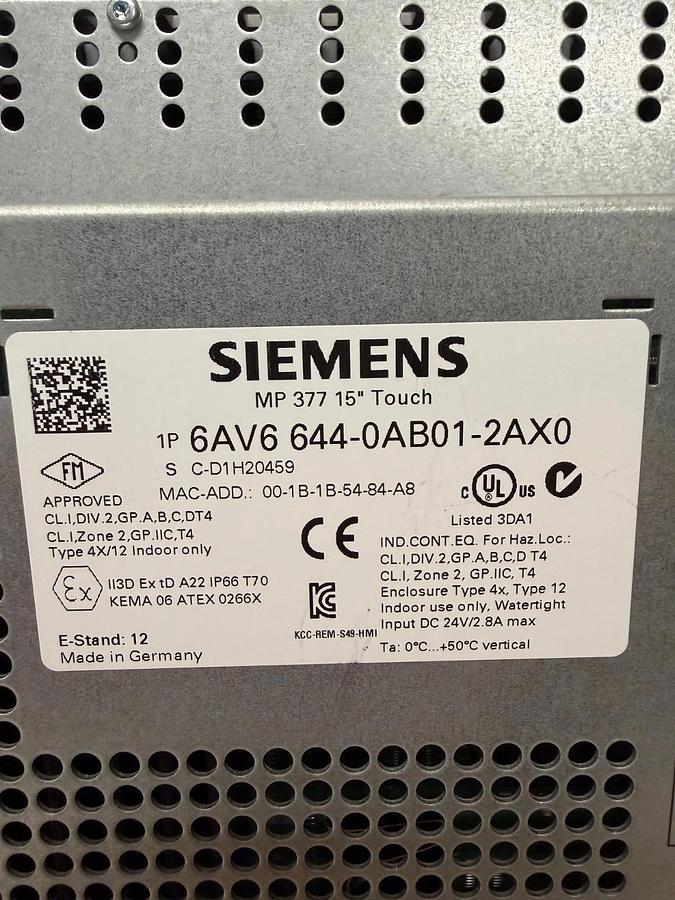 SIEMENS
MP 377 15" Touch
1P 6AV6 644-0AB01-2AX0
S C-D1H20459
MAC-ADD.: 00-1B-1B-54-84-A8
FM
APPROVED
CL.I,DIV.2,GP.A,B,C,DT4
CL.I,Zone 2,GP.IIC,T4
Type 4X/12 Indoor only
Ex II3D Ex tD A22 IP66 T70
KEMA 06 ATEX 0266X
E-Stand: 12
Made in Germany
CE
KCC-REM-S49-HMI
C UL US
Listed 3DA1
IND.CONT.EQ. For Haz.Loc.:
CL.I,DIV.2,GP.A,B,C,D T4
CL.I, Zone 2, GP.IIC, T4
Enclosure Type 4x, Type 12
Indoor use only, Watertight
Input DC 24V/2.8A max
Ta: 0°C...+50°C vertical